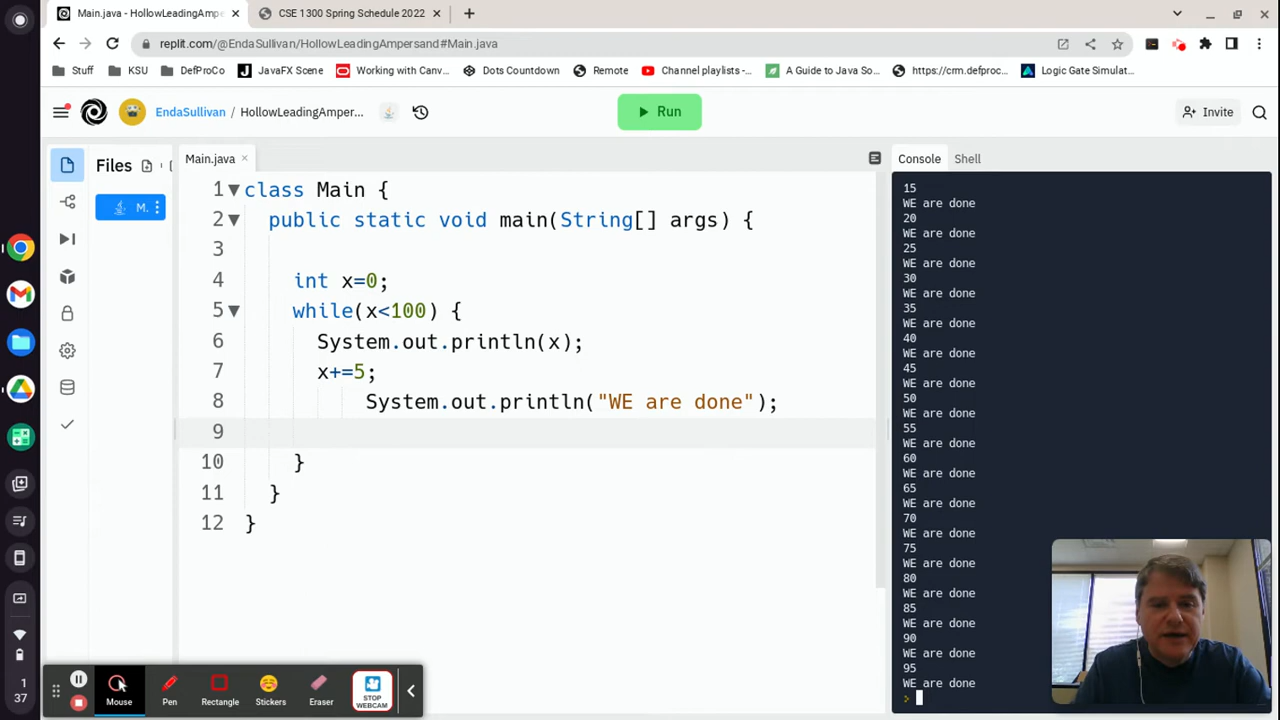 Main.java - HollowLeadingAmpe
CSE 1300 Spring Schedule 2022
replit.com/@EndaSullivan/HollowLeadingAmpersand#Main.java
Stuff
KSU
DefProCo
JavaFX Scene
Working with Canv...
Dots Countdown
Remote
Channel playlists -...
A Guide to Java So...
https://crm.defproc...
Logic Gate Simulat...
EndaSullivan / HollowLeadingAmper...
Run
Invite
Files
M.
Main.java
Console
Shell
1 class Main {
2 public static void main(String[] args) {
3
4 int x=0;
5 while(x<100) {
6 System.out.println(x);
7 x+=5;
8 System.out.println("WE are done");
9
10 }
11 }
12 }
15
WE are done
20
WE are done
25
WE are done
30
WE are done
35
WE are done
40
WE are done
45
WE are done
50
WE are done
55
WE are done
60
WE are done
65
WE are done
70
WE are done
75
WE are done
80
WE are done
85
WE are done
90
WE are done
95
WE are done
>
1
37
Mouse
Pen
Rectangle
Stickers
Eraser
STOP
WEBCAM